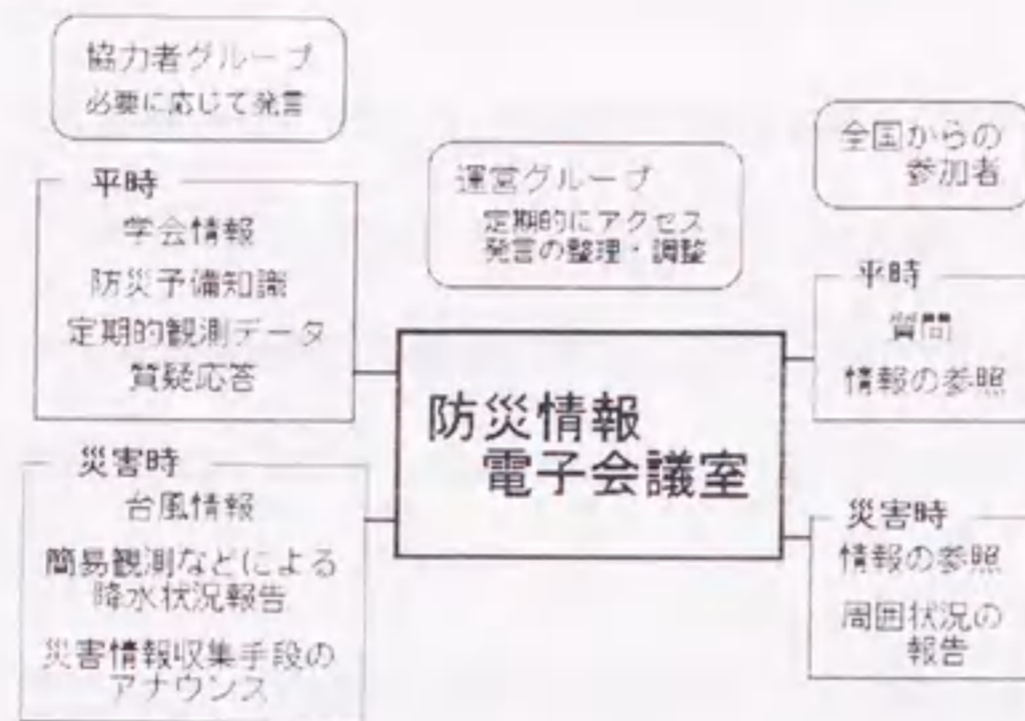 協力者グループ
必要に応じて発言
平時
学会情報
防災予備知識
定期的観測データ
質疑応答
災害時
台風情報
簡易観測などによる
降水状況報告
災害情報収集手段の
アナウンス
運営グループ
定期的にアクセス
発言の整理・調整
防災情報
電子会議室
全国からの
参加者
平時
質問
情報の参照
災害時
情報の参照
周囲状況の
報告